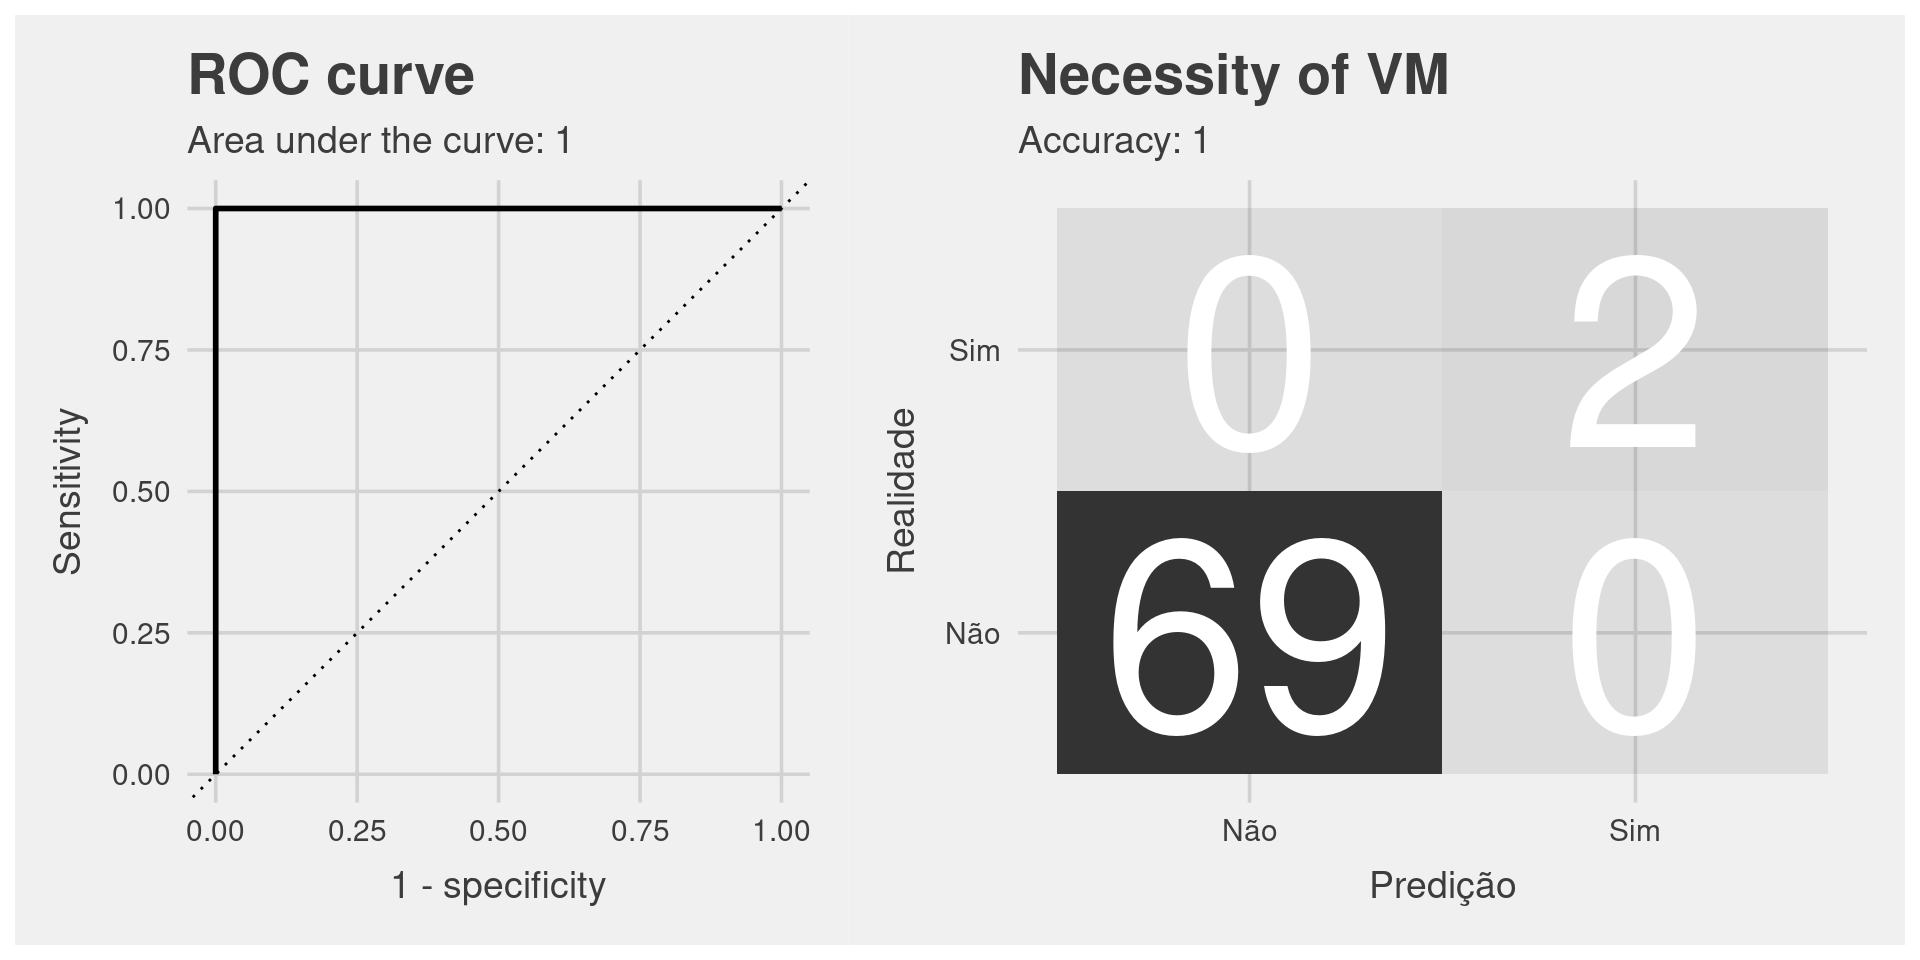 ROC curve
Area under the curve: 1
1.00
0.75
0.50
0.25
0.00
Sensitivity
0.00 0.25 0.50 0.75 1.00
1 - specificity
Necessity of VM
Accuracy: 1
Realidade
Sim
0 2
Não
69 0
Não Sim
Predição